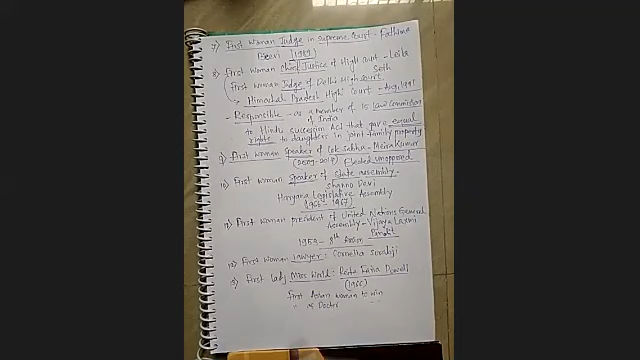 7) First Woman Judge in supreme court - Fathima
Beevi (1989)
8) First Woman Chief Justice of High Court - Leila
Seth
First woman Judge of Delhi High Court.
Himachal Pradesh High Court - Aug, 1991
- Responsible - as a member of 15 Law Commission
of India
to Hindu succession Act that gave equal
rights to daughters in joint family property
9) First Woman Speaker of Lok sabha - Meira Kumar
(2009-2014) Elected unopposed
10) First Woman Speaker of State assembly -
Shanno Devi
Haryana Legislative Assembly
(1966 - 1967)
11) First Woman president of United Nations General
Assembly - Vijaya Laxmi
Pandit
1953 - 8th
12) First Woman Lawyer: Cornelia Sorabji
13) First Lady Miss World: Reita Faria Powell
(1966)
First Asian Woman to win
" " Doctor " "